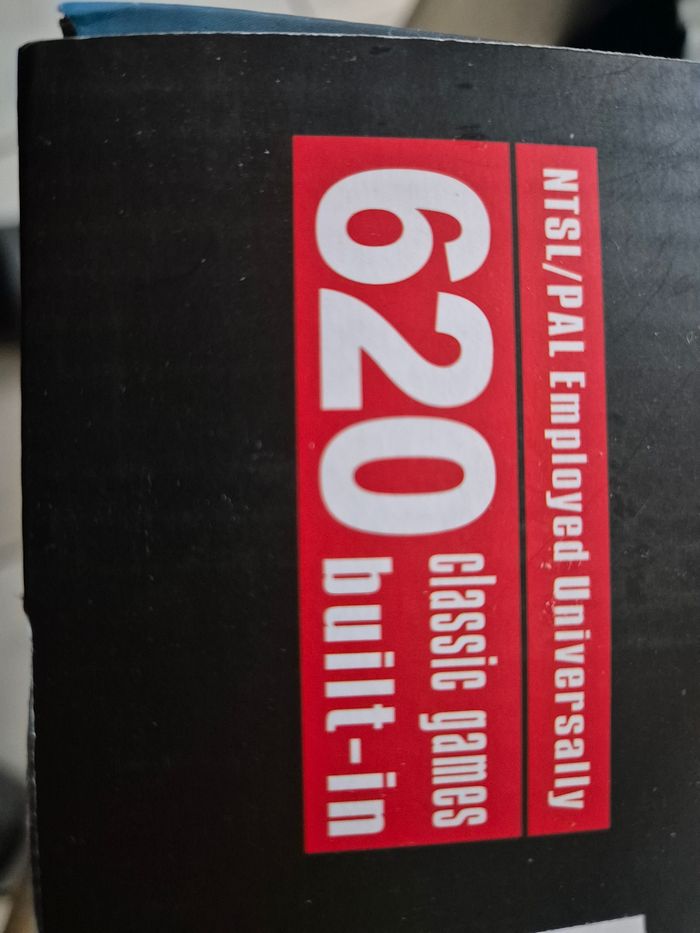 NTSL/PAL Employed Universally
620 classic games
built-in